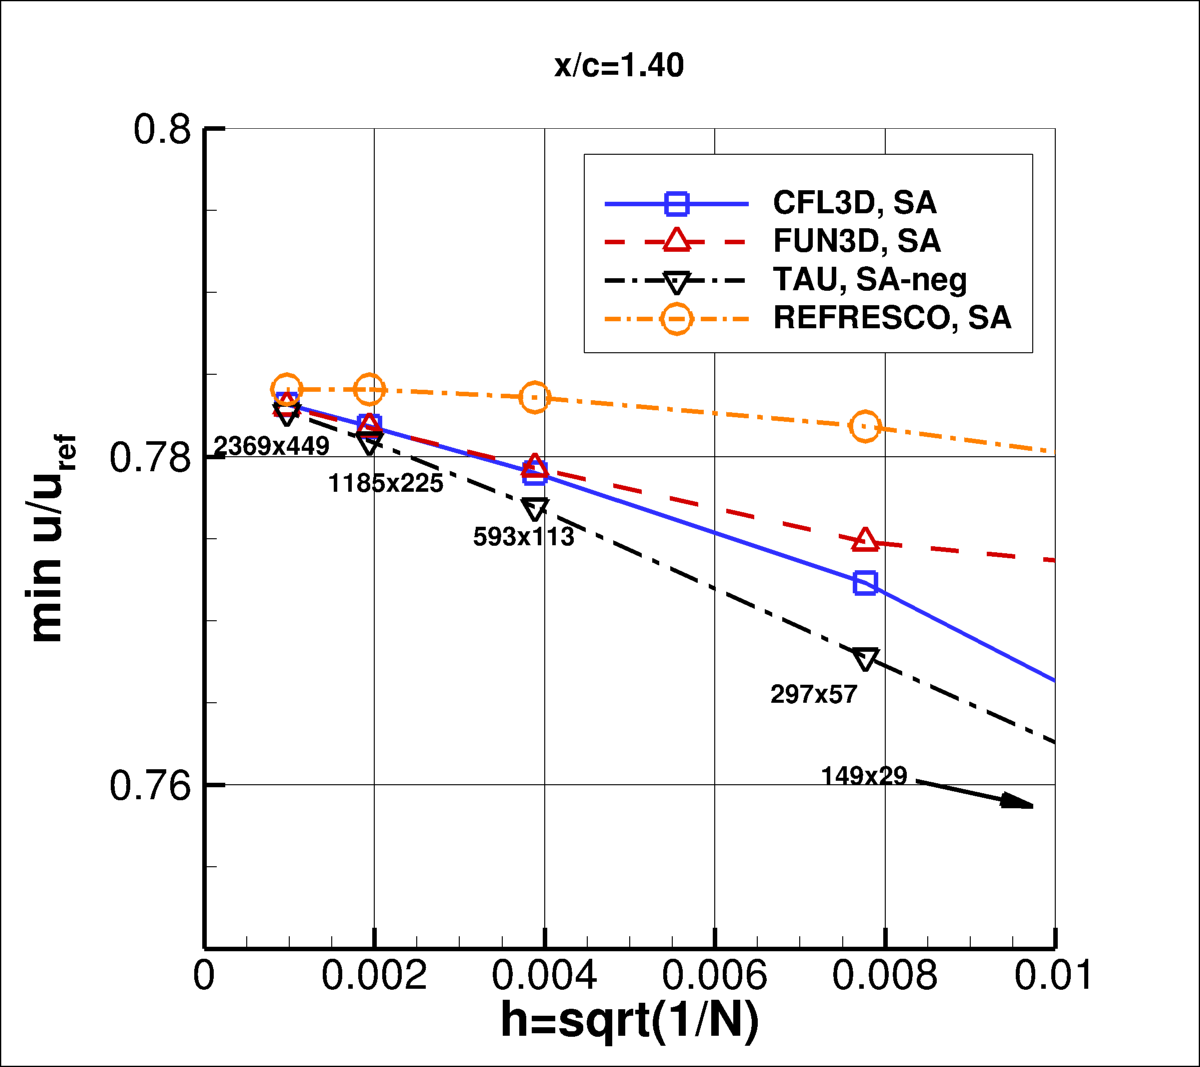 x/c=1.40
0.8
CFL3D, SA
FUN3D, SA
TAU, SA-neg
REFRESCO, SA
min u/uref
2369x449
0.78
1185x225
593x113
297x57
149x29
0.76
0 0.002 0.004 0.006 0.008 0.01
h=sqrt(1/N)